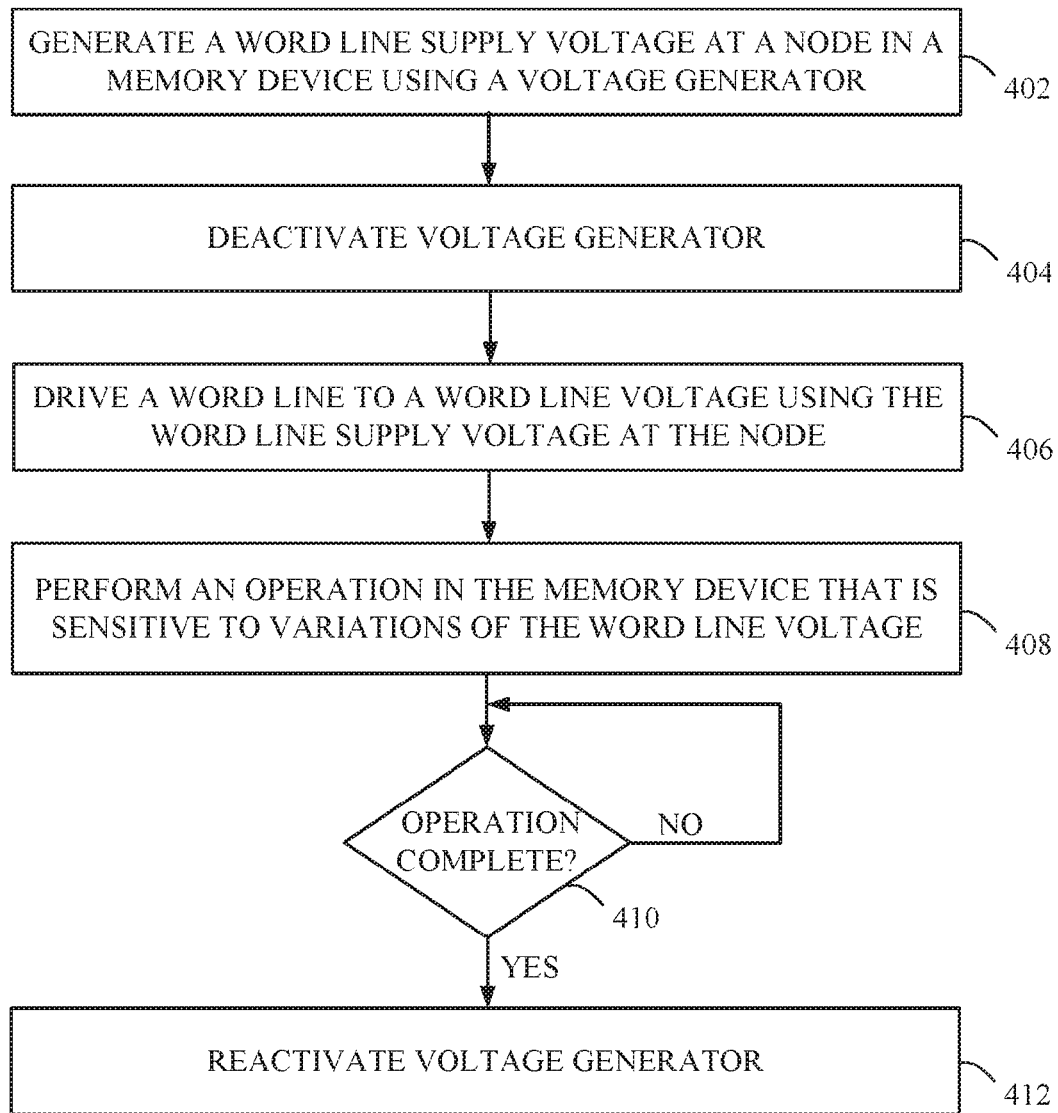 GENERATE A WORD LINE SUPPLY VOLTAGE AT A NODE IN A
MEMORY DEVICE USING A VOLTAGE GENERATOR
402
DEACTIVATE VOLTAGE GENERATOR
404
DRIVE A WORD LINE TO A WORD LINE VOLTAGE USING THE
WORD LINE SUPPLY VOLTAGE AT THE NODE
406
PERFORM AN OPERATION IN THE MEMORY DEVICE THAT IS
SENSITIVE TO VARIATIONS OF THE WORD LINE VOLTAGE
408
OPERATION
COMPLETE?
NO
410
YES
REACTIVATE VOLTAGE GENERATOR
412